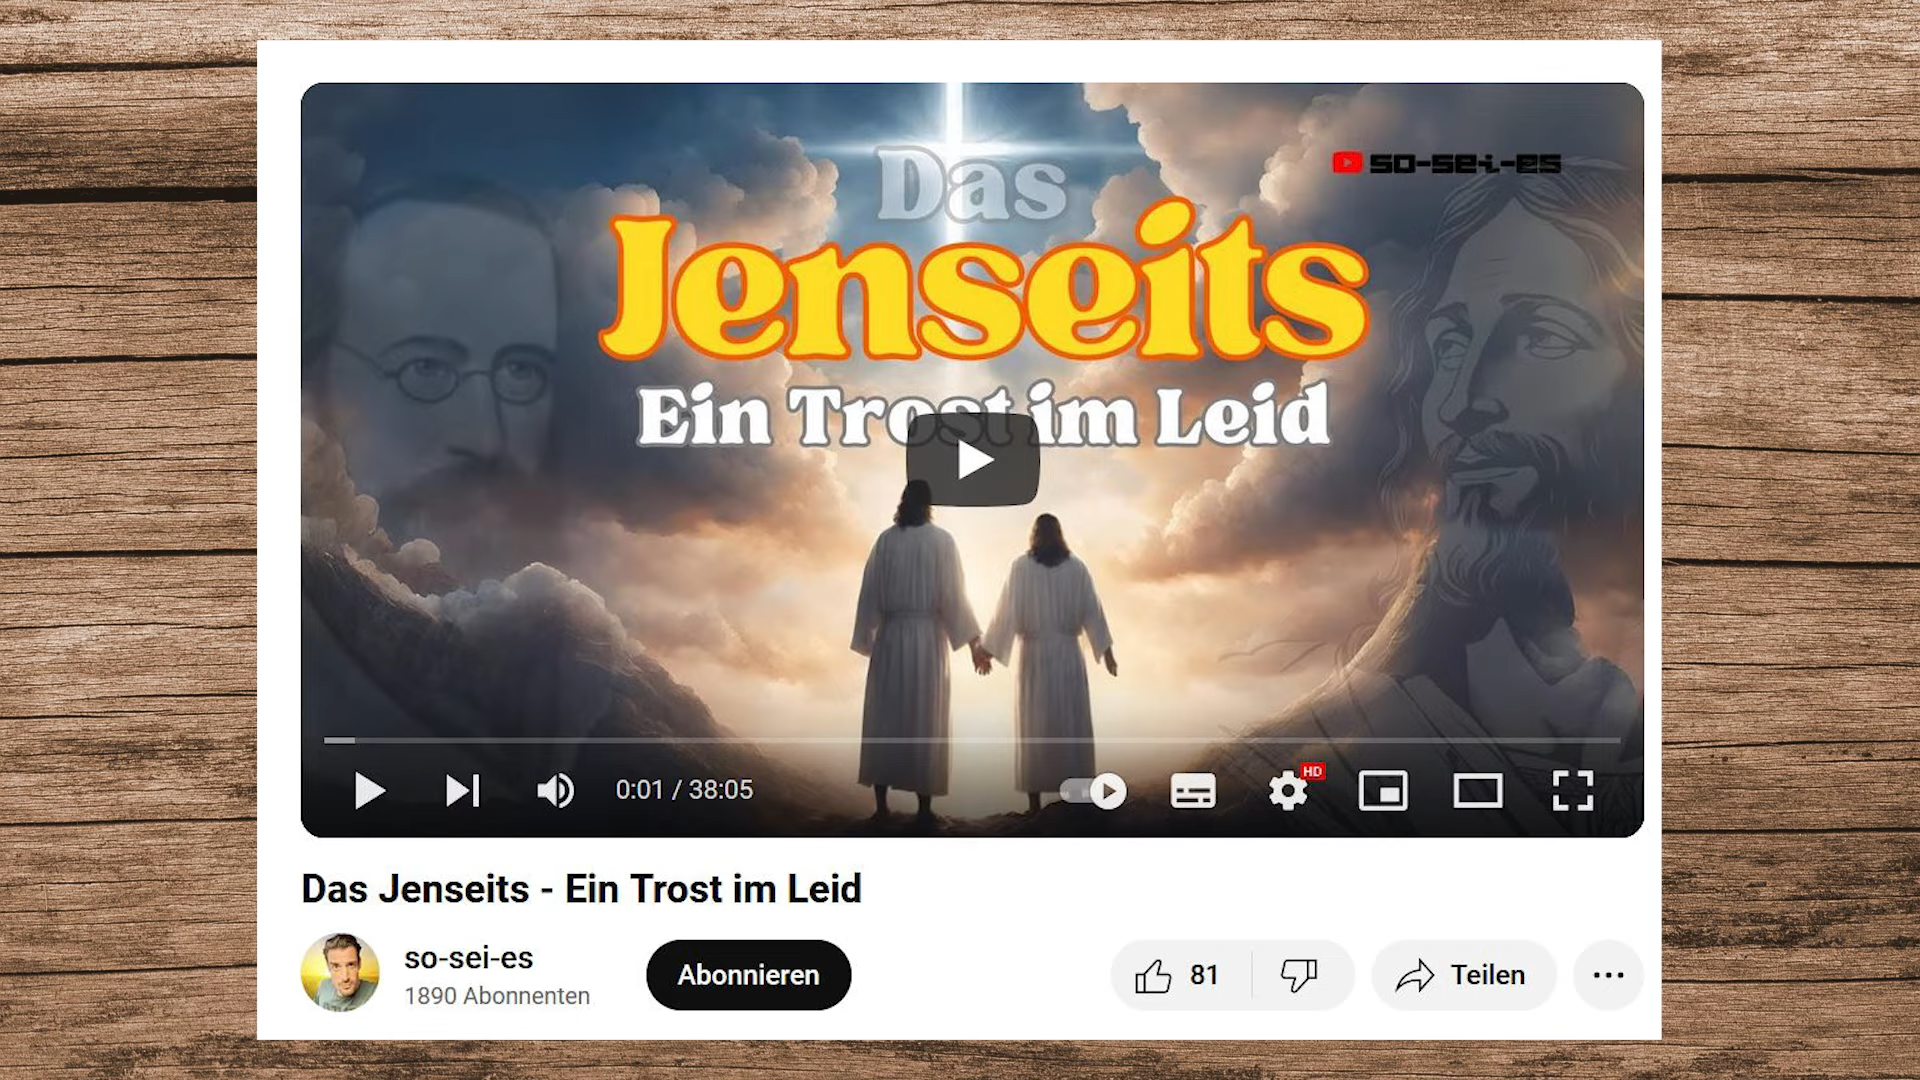 Das
so-sei-es
Jenseits
Ein Trost im Leid
0:01 / 38:05
HD
Das Jenseits - Ein Trost im Leid
so-sei-es
1890 Abonnenten
Abonnieren
81
Teilen